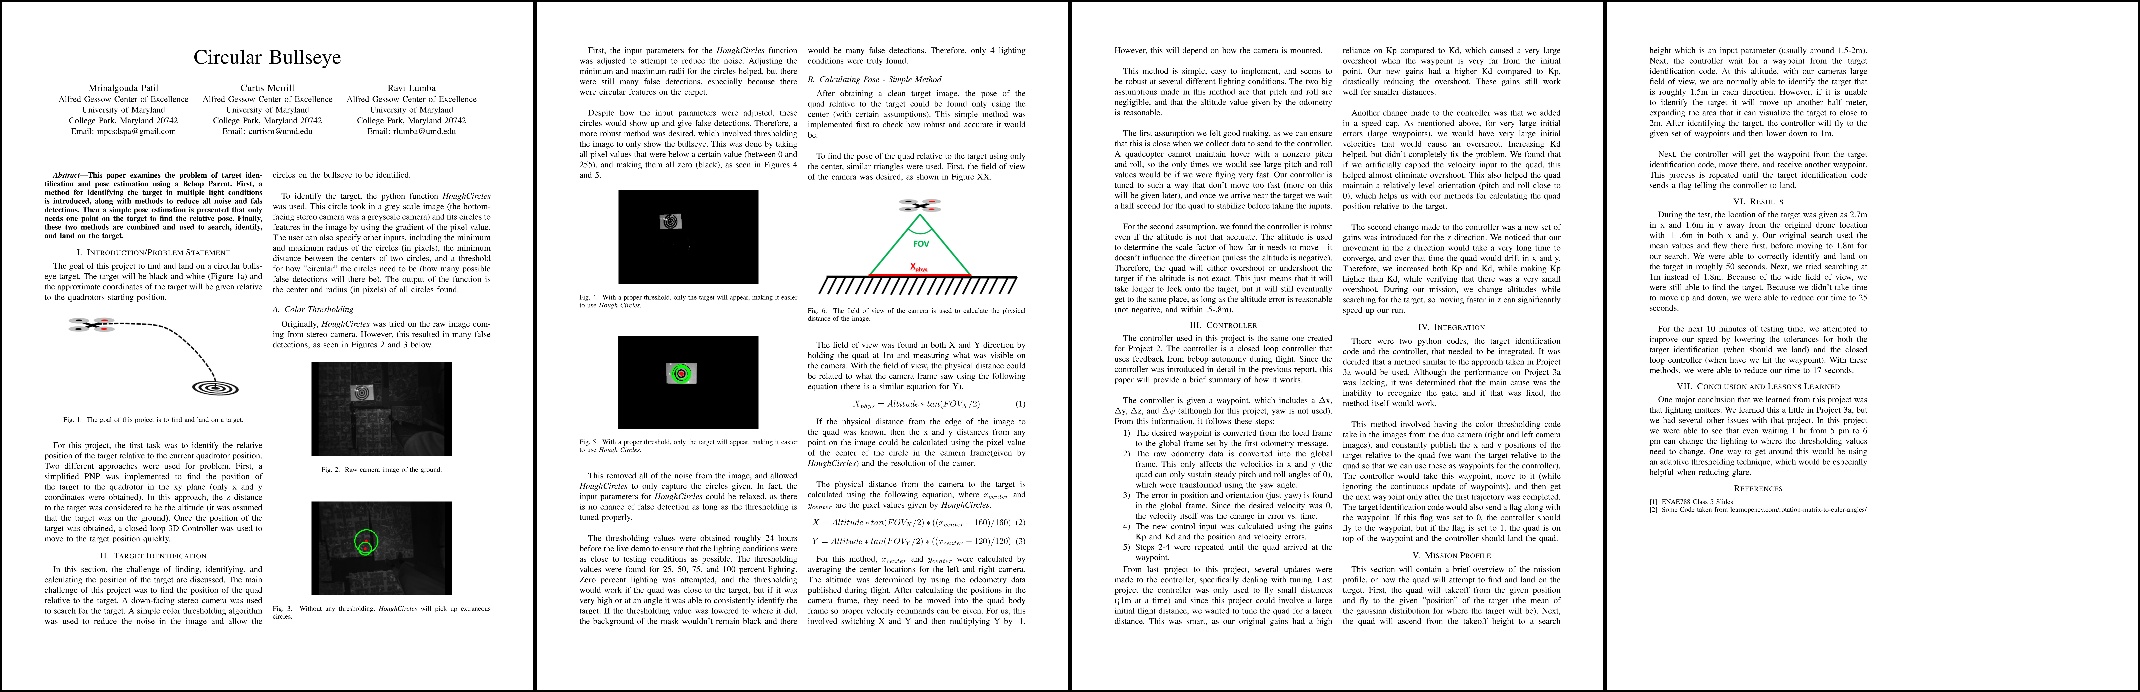 Circular Bullseye
Mrinalgouda Patil
Alfred Gessow Center of Excellence
University of Maryland
College Park, Maryland 20742
Email: mpcsdspa@gmail.com
Curtis Merrill
Alfred Gessow Center of Excellence
University of Maryland
College Park, Maryland 20742
Email: curtism@umd.edu
Ravi Lumba
Alfred Gessow Center of Excellence
University of Maryland
College Park, Maryland 20742
Email: rlumba@umd.edu
Abstract—This paper examines the problem of target iden-
tification and pose estimation using a Bebop Parrot. First, a
method for identifying the target in multiple light conditions
is introduced, along with methods to reduce all noise and fals
detections. Then a simple pose estimation is presented that only
needs one point on the target to find the relative pose. Finally,
these two methods are combined and used to search, identify,
and land on the target.
I. INTRODUCTION/PROBLEM STATEMENT
The goal of this project to find and land on a circular bulls-
eye target. The target will be black and white (Figure 1a) and
the approximate coordinates of the target will be given relative
to the quadrotors starting position.
Fig. 1. The goal of this project is to find and land on a target.
For this project, the first task was to identify the relative
position of the target relative to the current quadrotor position.
Two different approaches were used for problem. First, a
simplified PNP was implemented to find the position of
the target to the quadrotor in the xy plane (only x and y
coordinates were obtained). In this approach, the z distance
to the target was considered to be the altitude (it was assumed
that the target was on the ground). Once the position of the
target was obtained, a closed loop 3D Controller was used to
move to the target position quickly.
II. TARGET IDENTIFICATION
In this section, the challenge of finding, identifying, and
calculating the position of the target are discussed. The main
challenge of this project was to find the position of the quad
relative to the target. A down-facing stereo camera was used
to search for the target. A simple color thresholding algorithm
was used to reduce the noise in the image and allow the
circles on the bullseye to be identified.
To identify the target, the python function HoughCircles
was used. This circle took in a grey scale image (the bottom-
facing stereo camera was a greyscale camera) and fits circles to
features in the image by using the gradient of the pixel value.
The user can also specify other inputs, including the minimum
and maximum radius of the circles (in pixels), the minimum
distance between the centers of two circles, and a threshold
for how "circular" the circles need to be (how many possible
false detections will there be). The output of the function is
the center and radius (in pixels) of all circles found.
A. Color Thresholding
Originally, HoughCircles was tried on the raw image com-
ing from stereo camera. However, this resulted in many false
detections, as seen in Figures 2 and 3 below.
Fig. 2. Raw camera image of the ground.
Fig. 3. Without any thresholding, HoughCircles will pick up extraneous
circles.
First, the input parameters for the HoughCircles function
was adjusted to attempt to reduce the noise. Adjusting the
minimum and maximum radii for the circles helped, but there
were still many false detections, especially because there
were circular features on the carpet.
Despite how the input parameters were adjusted, these
circles would show up and give false detections. Therefore, a
more robust method was desired, which involved thresholding
the image to only show the bullseye. This was done by taking
all pixel values that were below a certain value (between 0 and
255), and making them all zero (black), as seen in Figures 4
and 5.
Fig. 4. With a proper threshold, only the target will appear, making it easier
to use Hough Circles.
Fig. 5. With a proper threshold, only the target will appear, making it easier
to use Hough Circles.
This removed all of the noise from the image, and allowed
HoughCircles to only capture the circles given. In fact, the
input parameters for HoughCircles could be relaxed, as there
is no chance of false detection as long as the thresholding is
tuned properly.
The thresholding values were obtained roughly 24 hours
before the live demo to ensure that the lighting conditions were
as close to testing conditions as possible. The thresholding
values were found for 25, 50, 75, and 100 percent lighting.
Zero percent lighting was attempted, and the thresholding
would work if the quad was close to the target, but if it was
very high or at an angle it was able to consistently identify the
target. If the thresholding value was lowered to where it did,
the background of the mask wouldn't remain black and there
would be many false detections. Therefore, only 4 lighting
conditions were truly found.
B. Calculating Pose - Simple Method
After obtaining a clean target image, the pose of the
quad relative to the target could be found only using the
center (with certain assumptions). This simple method was
implemented first to check how robust and accurate it would
be.
To find the pose of the quad relative to the target using only
the center, similar triangles were used. First, the field of view
of the camera was desired, as shown in Figure XX.
FOV
Xphys
Fig. 6. The field of view of the camera is used to calculate the physical
distance of the image.
The field of view was found in both X and Y direction by
holding the quad at 1m and measuring what was visible on
the camera. With the field of view, the physical distance could
be related to what the camera frame saw using the following
equation (there is a similar equation for Y).
Xphys = Altitude * tan(FOVX/2) (1)
If the physical distance from the edge of the image to
the quad was known, then the x and y distances from any
point on the image could be calculated using the pixel value
of the center of the circle in the camera frame(given by
HoughCircles) and the resolution of the camer.
The physical distance from the camera to the target is
calculated using the following equation, where xcenter and
ycenter are the pixel values given by HoughCircles.
X = Altitude * tan(FOVX/2) * ((xcenter − 160)/160) (2)
Y = Altitude * tan(FOVY/2) * ((xcenter − 120)/120) (3)
For this method, xcenter and ycenter were calculated by
averaging the center locations for the left and right camera.
The altitude was determined by using the odeometry data
published during flight. After calculating the positions in the
camera frame, they need to be moved into the quad body
frame so proper velocity commands can be given. For us, this
involved switching X and Y and then multiplying Y by -1.
However, this will depend on how the camera is mounted.
This method is simple, easy to implement, and seems to
be robust at several different lighting conditions. The two big
assumptions made in this method are that pitch and roll are
negligible, and that the altitude value given by the odometry
is reasonable.
The first assumption we felt good making, as we can ensure
that this is close when we collect data to send to the controller.
A quadcopter cannot maintain hover with a nonzero pitch
and roll, so the only times we would see large pitch and roll
values would be if we were flying very fast. Our controller is
tuned to such a way that don't move too fast (more on this
will be given later), and once we arrive near the target we wait
a half second for the quad to stabilize before taking the inputs.
For the second assumption, we found the controller is robust
even if the altitude is not that accurate. The altitude is used
to determine the scale factor of how far is needs to move - it
doesn't influence the direction (unless the altitude is negative).
Therefore, the quad will either overshoot or undershoot the
target if the altitude is not exact. This just means that it will
take longer to lock onto the target, but it will still eventually
get to the same place, as long as the altitude error is reasonable
(not negative, and within .5-.8m).
III. CONTROLLER
The controller used in this project is the same one created
for Project 2. The controller is a closed loop controller that
uses feedback from bebop autonomy during flight. Since the
controller was introduced in detail in the previous report, this
paper will provide a brief summary of how it works.
The controller is given a waypoint, which includes a Δx,
Δy, Δz, and Δψ (although for this project, yaw is not used).
From this information, it follows these steps:
1) The desired waypoint is converted from the local frame
to the global frame set by the first odometry message.
2) The raw odometry data is converted into the global
frame. This only affects the velocities in x and y (the
quad can only sustain steady pitch and roll angles of 0),
which were transformed using the yaw angle.
3) The error in position and orientation (just yaw) is found
in the global frame. Since the desired velocity was 0,
the velocity itself was the change in error vs. time.
4) The new control input was calculated using the gains
Kp and Kd and the position and velocity errors.
5) Steps 2-4 were repeated until the quad arrived at the
waypoint.
From last project to this project, several updates were
made to the controller, specifically dealing with tuning. Last
project, the controller was only used to fly small distances
(¡1m at a time) and since this project could involve a large
initial flight distance, we wanted to tune the quad for a larger
distance. This was smart, as our original gains had a high
reliance on Kp compared to Kd, which caused a very large
overshoot when the waypoint is very far from the initial
point. Our new gains had a higher Kd compared to Kp,
drastically reducing the overshoot. These gains still work
well for smaller distances.
Another change made to the controller was that we added
in a speed cap. As mentioned above, for very large initial
errors (large waypoints), we would have very large initial
velocities that would cause an overshoot. Increasing Kd
helped, but didn't completely fix the problem. We found that
if we artificially capped the velocity input to the quad, this
helped almost eliminate overshoot. This also helped the quad
maintain a relatively level orientation (pitch and roll close to
0), which helps us with our methods for calculating the quad
position relative to the target.
The second change made to the controller was a new set of
gains was introduced for the z direction. We noticed that our
movement in the z direction would take a very long time to
converge, and over that time the quad would drift in x and y.
Therefore, we increased both Kp and Kd, while making Kp
higher than Kd, while verifying that there was a very small
overshoot. During our mission, we change altitudes while
searching for the target, so moving faster in z can significantly
speed up our run.
IV. INTEGRATION
There were two python codes, the target identification
code and the controller, that needed to be integrated. It was
decided that a method similar to the approach taken in Project
3a would be used. Although the performance on Project 3a
was lacking, it was determined that the main cause was the
inability to recognize the gate, and if that was fixed, the
method itself would work.
This method involved having the color thresholding code
take in the images from the duo camera (right and left camera
images), and constantly publish the x and y positions of the
target relative to the quad (we want the target relative to the
quad so that we can use these as waypoints for the controller).
The controller would take this waypoint, move to it (while
ignoring the continuous update of waypoints), and then get
the next waypoint only after the first trajectory was completed.
The target identification code would also send a flag along with
the waypoint. If this flag was set to 0, the controller should
fly to the waypoint, but if the flag is set to 1, the quad is on
top of the waypoint and the controller should land the quad.
V. MISSION PROFILE
This section will contain a brief overview of the mission
profile, or how the quad will attempt to find and land on the
target. First, the quad will takeoff from the given position
and fly to the given "position" of the target (the mean of
the gaussian distribution for where the target will be). Next,
the quad will ascend from the takeoff height to a search
height which is an input parameter (usually around 1.5-2m).
Next, the controller wait for a waypoint from the target
identification code. At this altitude, with our cameras large
field of view, we are normally able to identify the target that
is roughly 1.5m in each direction. However, if it is unable
to identify the target, it will move up another half meter,
expanding the area that it can visualize the target to close to
2m. After identifying the target, the controller will fly to the
given set of waypoints and then lower down to 1m.
Next, the controller will get the waypoint from the target
identification code, move there, and receive another waypoint.
This process is repeated until the target identification code
sends a flag telling the controller to land.
VI. RESULTS
During the test, the location of the target was given as 2.7m
in x and 1.6m in y away from the original drone location
with +-1.6m in both x and y. Our original search used the
mean values and flew there first, before moving to 1.8m for
our search. We were able to correctly identify and land on
the target in roughly 50 seconds. Next, we tried searching at
1m instead of 1.8m. Because of the wide field of view, we
were still able to find the target. Because we didn't take time
to move up and down, we were able to reduce our time to 25
seconds.
For the next 10 minutes of testing time, we attempted to
improve our speed by lowering the tolerances for both the
target identification (when should we land) and the closed
loop controller (when have we hit the waypoint). With these
methods, we were able to reduce our time to 17 seconds.
VII. CONCLUSION AND LESSONS LEARNED
One major conclusion that we learned from this project was
that lighting matters. We learned this a little in Project 3a, but
we had several other issues with that project. In this project
we were able to see that even waiting 1 hr from 5 pm to 6
pm can change the lighting to where the thresholding values
need to change. One way to get around this would be using
an adaptive thresholding technique, which would be especially
helpful when reducing glare.
REFERENCES
[1] ENAE788 Class 5 Slides
[2] Some Code taken from learnopencv.com/rotation-matrix-to-euler-angles/